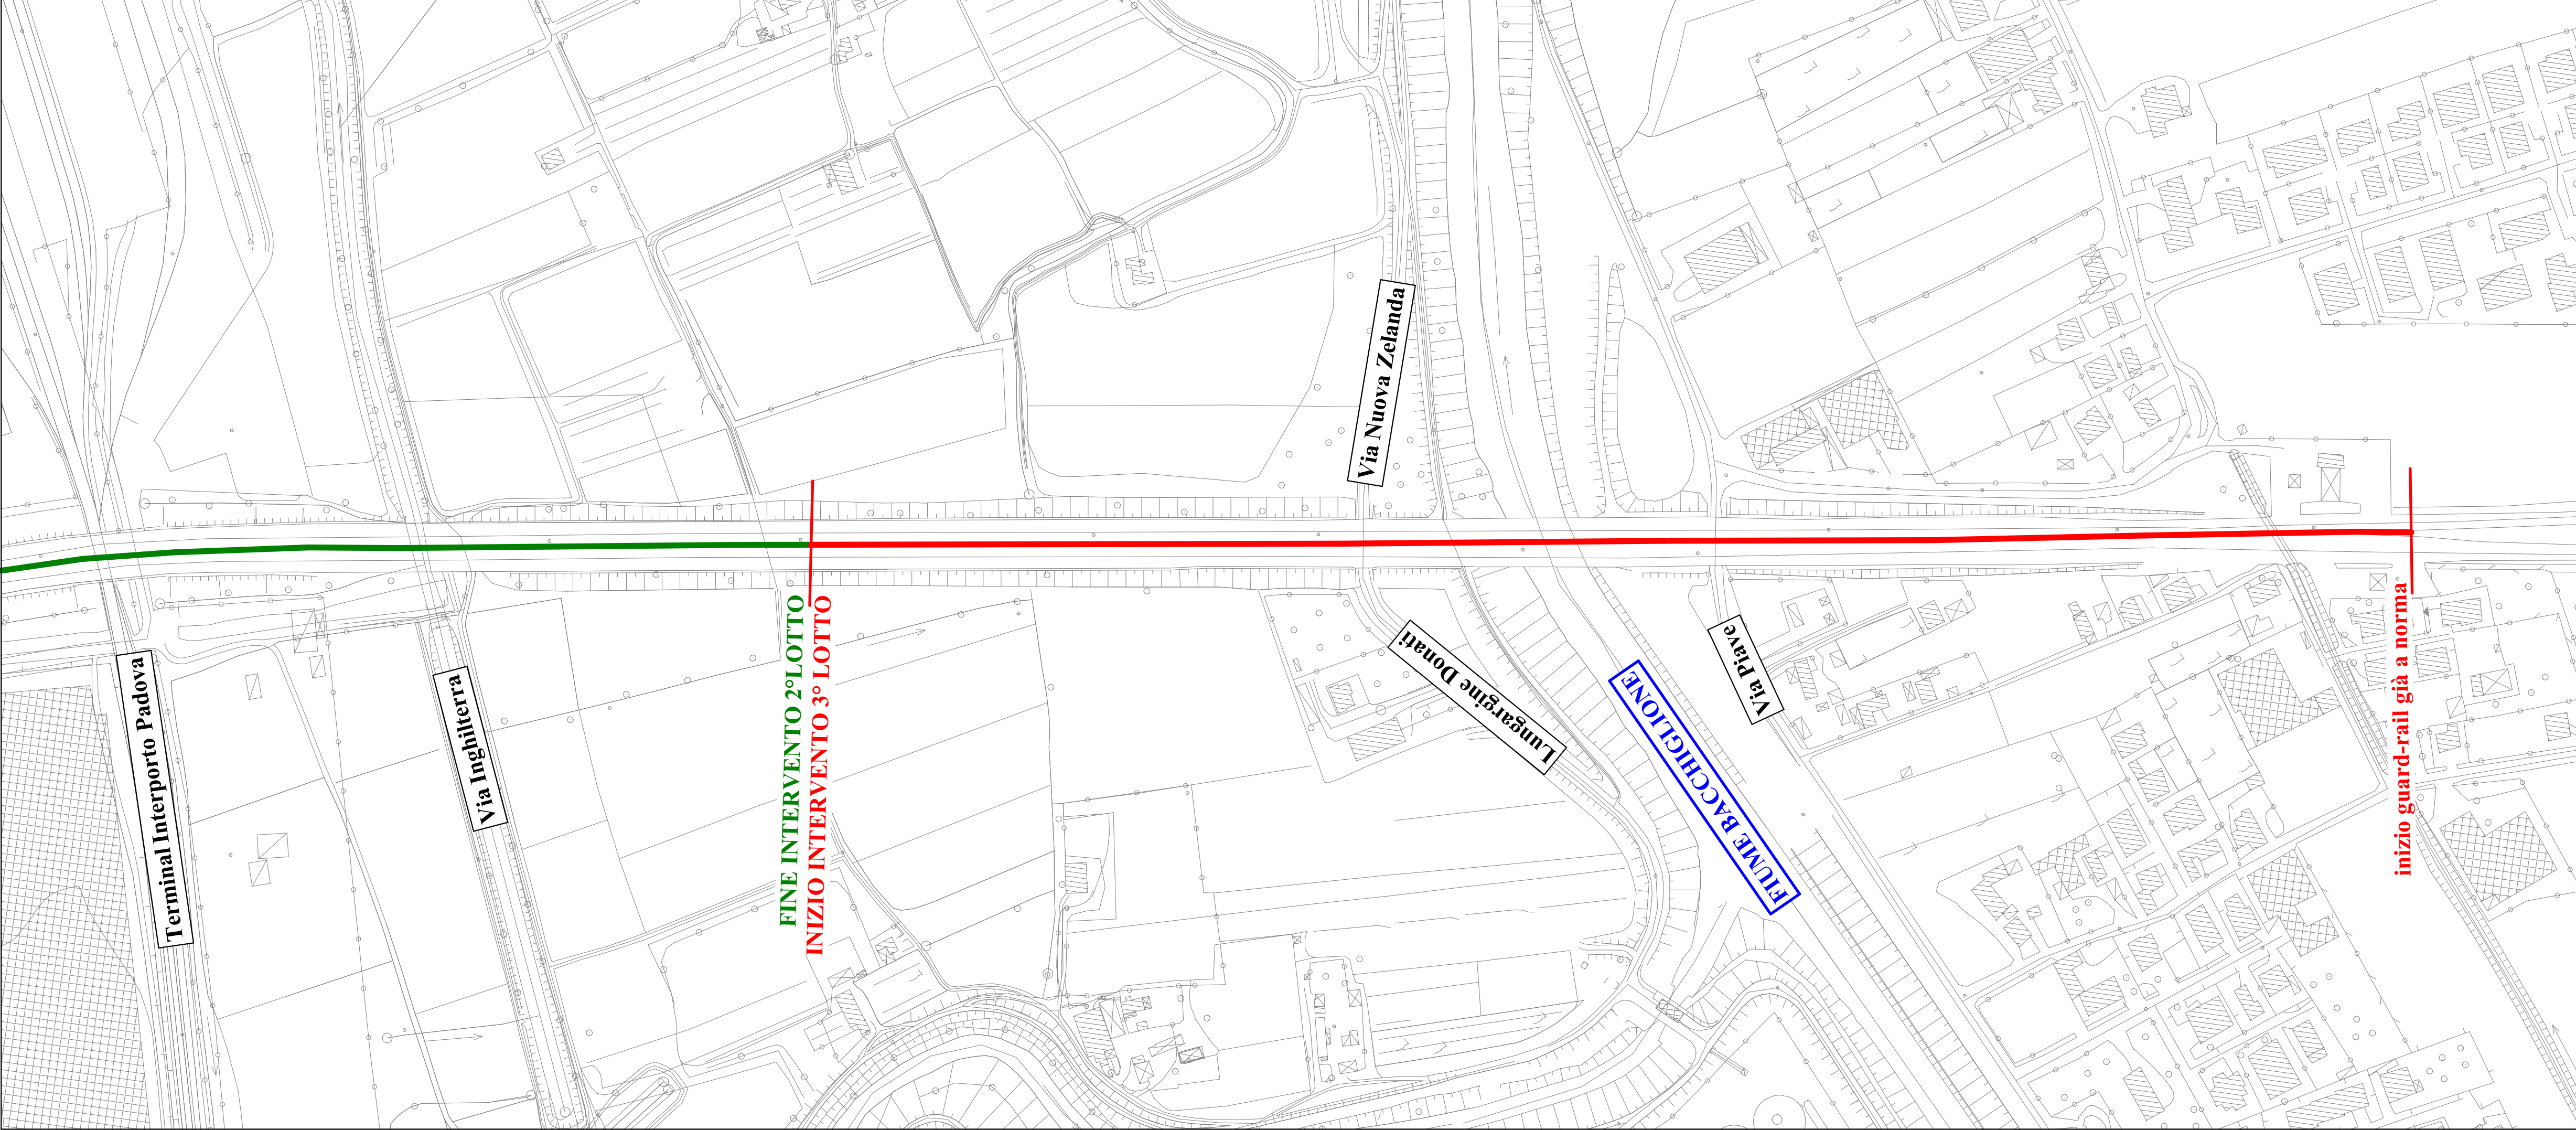 Terminal Interporto Padova
Via Inghilterra
FINE INTERVENTO 2°LOTTO
INIZIO INTERVENTO 3° LOTTO
Via Nuova Zelanda
Lungargine Donati
FIUME BACCHIGLIONE
Via Piave
inizio guard-rail già a norma